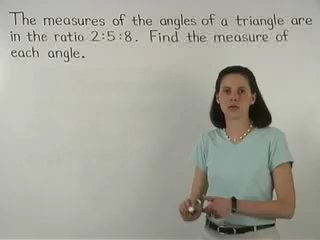 The measures of the angles of a triangle are
in the ratio 2:5:8. Find the measure of
each angle.